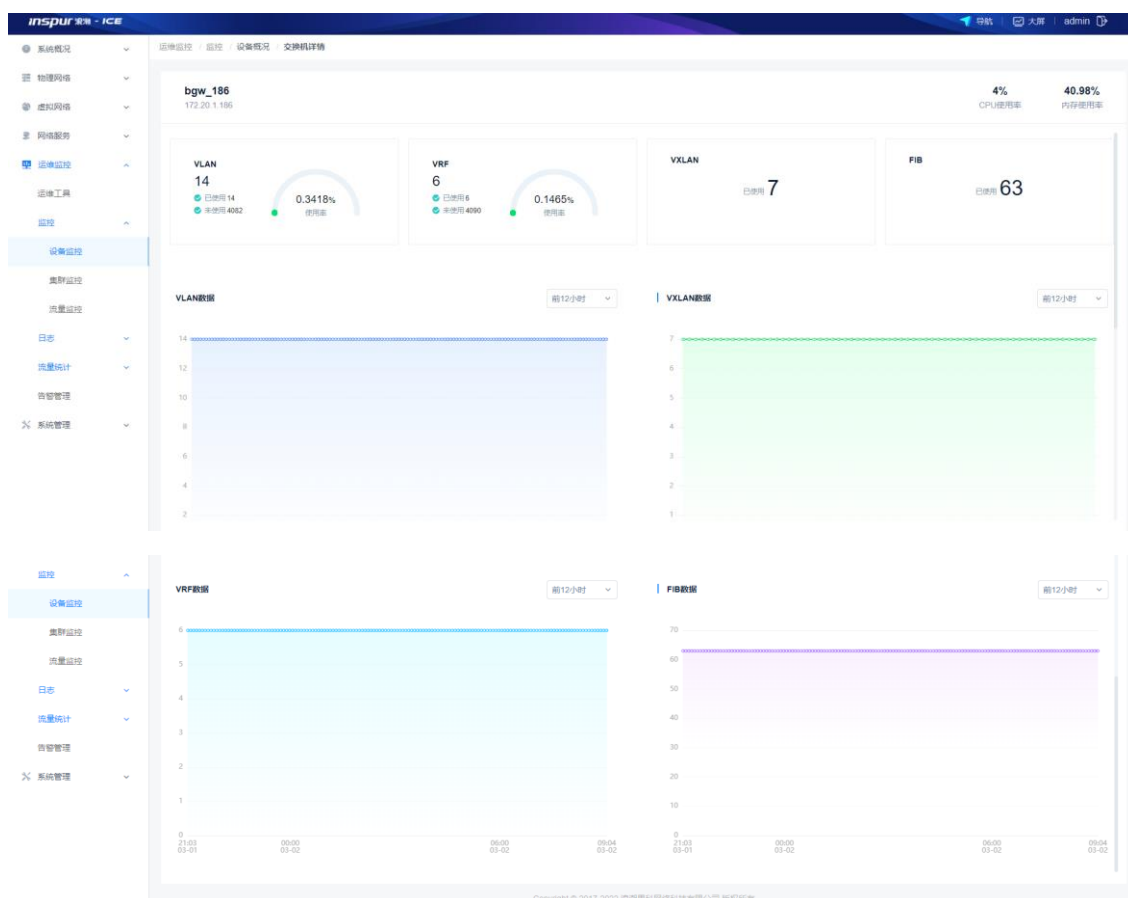 inspur 浪潮 - ICE
导航
大屏
admin
系统概况
物理网络
虚拟网络
网络服务
运维监控
运维工具
监控
设备监控
集群监控
流量监控
日志
流量统计
告警管理
系统管理
运维监控 / 监控 / 设备概况 / 交换机详情
bgw_186
172.20.1.186
4%
CPU使用率
40.98%
内存使用率
VLAN
14
已使用 14
未使用 4082
0.3418%
使用率
VRF
6
已使用 6
未使用 4090
0.1465%
使用率
VXLAN
已使用 7
FIB
已使用 63
VLAN数据
前12小时
14
12
10
8
6
4
2
VXLAN数据
前12小时
7
6
5
4
3
2
1
监控
设备监控
集群监控
流量监控
日志
流量统计
告警管理
系统管理
VRF数据
前12小时
6
5
4
3
2
1
0
21:03
03-01
00:00
03-02
06:00
03-02
09:04
03-02
FIB数据
前12小时
70
60
50
40
30
20
10
0
21:03
03-01
00:00
03-02
06:00
03-02
09:04
03-02